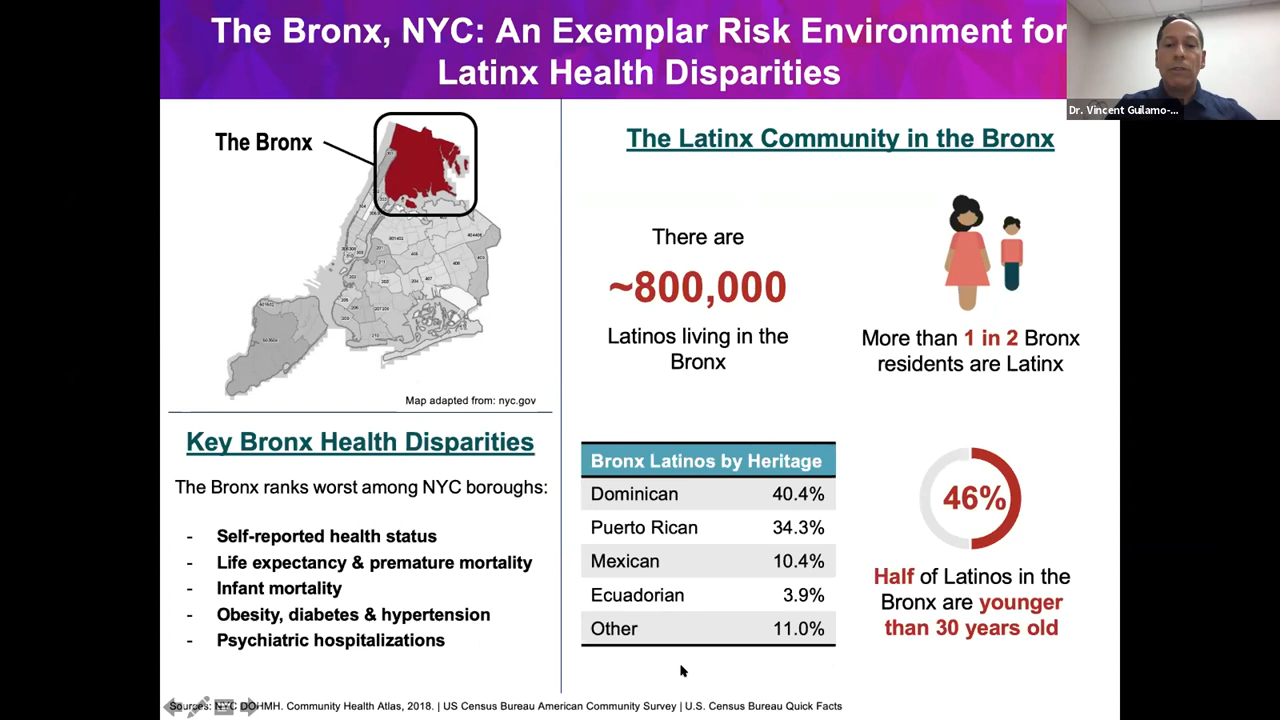 The Bronx, NYC: An Exemplar Risk Environment for
Latinx Health Disparities
Dr. Vincent Guilamo-...
The Bronx
Map adapted from: nyc.gov
Key Bronx Health Disparities
The Bronx ranks worst among NYC boroughs:
- Self-reported health status
- Life expectancy & premature mortality
- Infant mortality
- Obesity, diabetes & hypertension
- Psychiatric hospitalizations
The Latinx Community in the Bronx
There are
~800,000
Latinos living in the
Bronx
More than 1 in 2 Bronx
residents are Latinx
Bronx Latinos by Heritage
Dominican 40.4%
Puerto Rican 34.3%
Mexican 10.4%
Ecuadorian 3.9%
Other 11.0%
46%
Half of Latinos in the
Bronx are younger
than 30 years old
Sources: NYC DOHMH. Community Health Atlas, 2018. | US Census Bureau American Community Survey | U.S. Census Bureau Quick Facts